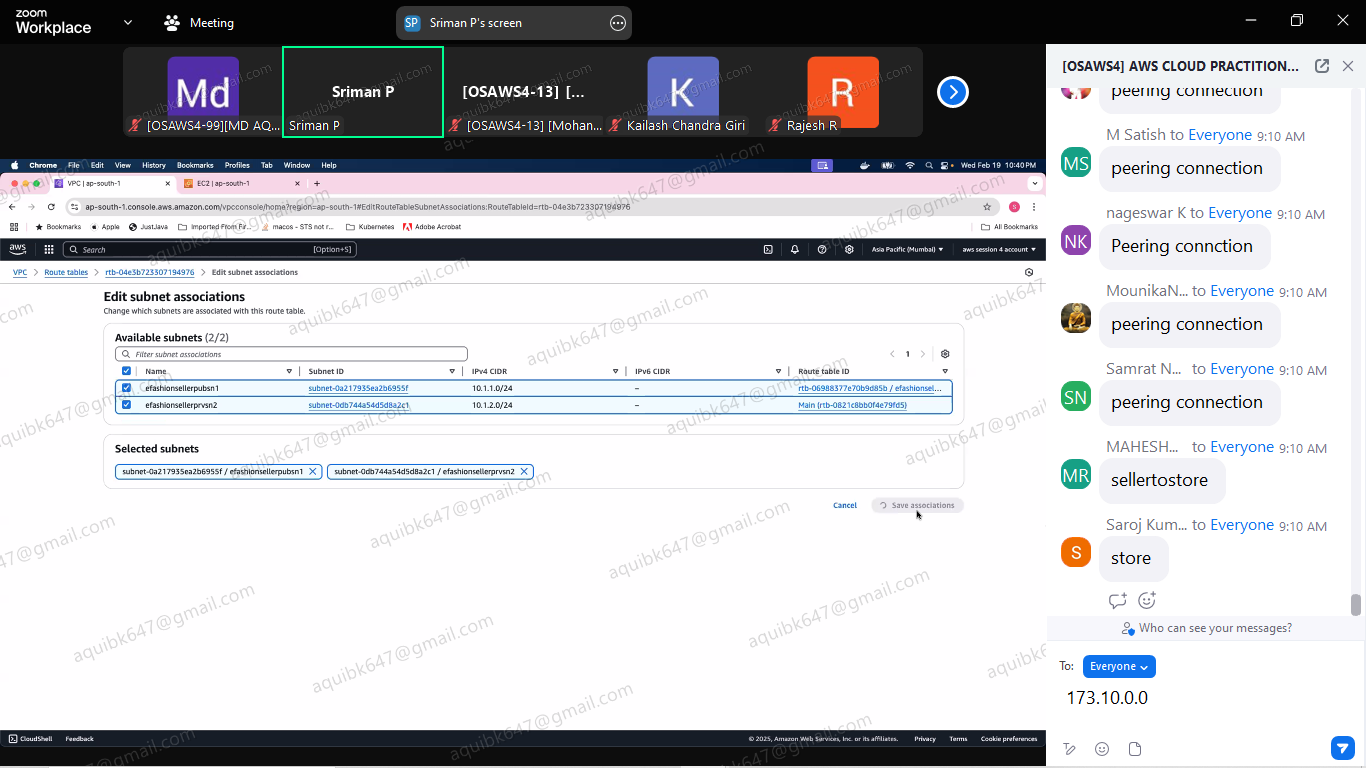 zoom
Workplace
Meeting
SP
Sriman P's screen
Md
[OSAWS4-99][MD AQ...
Sriman P
Sriman P
[OSAWS4-13] [...
[OSAWS4-13] [Mohan...
K
Kailash Chandra Giri
R
Rajesh R
Chrome File Edit View History Bookmarks Profiles Tab Window Help
Wed Feb 19 10:40 PM
VPC | ap-south-1
EC2 | ap-south-1
ap-south-1.console.aws.amazon.com/vpcconsole/home?region=ap-south-1#EditRouteTableSubnetAssociations:RouteTableId=rtb-04e3b723307194976
Bookmarks Apple JustJava Imported From Fir... macos - STS not r... Kubernetes Adobe Acrobat
All Bookmarks
aws
Search [Option+S]
Asia Pacific (Mumbai)
aws session 4 account
VPC > Route tables > rtb-04e3b723307194976 > Edit subnet associations
Edit subnet associations
Change which subnets are associated with this route table.
Available subnets (2/2)
Filter subnet associations
1
Name Subnet ID IPv4 CIDR IPv6 CIDR Route table ID
efashionsellerpubsn1 subnet-0a217935ea2b6955f 10.1.1.0/24 – rtb-06988377e70b9d85b / efashionsel...
efashionsellerprvsn2 subnet-0db744a54d5d8a2c1 10.1.2.0/24 – Main (rtb-0821c8bb0f4e79fd5)
Selected subnets
subnet-0a217935ea2b6955f / efashionsellerpubsn1 X
subnet-0db744a54d5d8a2c1 / efashionsellerprvsn2 X
Cancel
Save associations
CloudShell Feedback
© 2025, Amazon Web Services, Inc. or its affiliates. Privacy Terms Cookie preferences
aquibk647@gmail.com
[OSAWS4] AWS CLOUD PRACTITION...
peering connection
M Satish to Everyone 9:10 AM
MS
peering connection
nageswar K to Everyone 9:10 AM
NK
Peering connction
MounikaN... to Everyone 9:10 AM
peering connection
Samrat N... to Everyone 9:10 AM
SN
peering connection
MAHESH... to Everyone 9:10 AM
MR
sellertostore
Saroj Kum... to Everyone 9:10 AM
S
store
Who can see your messages?
To: Everyone
173.10.0.0